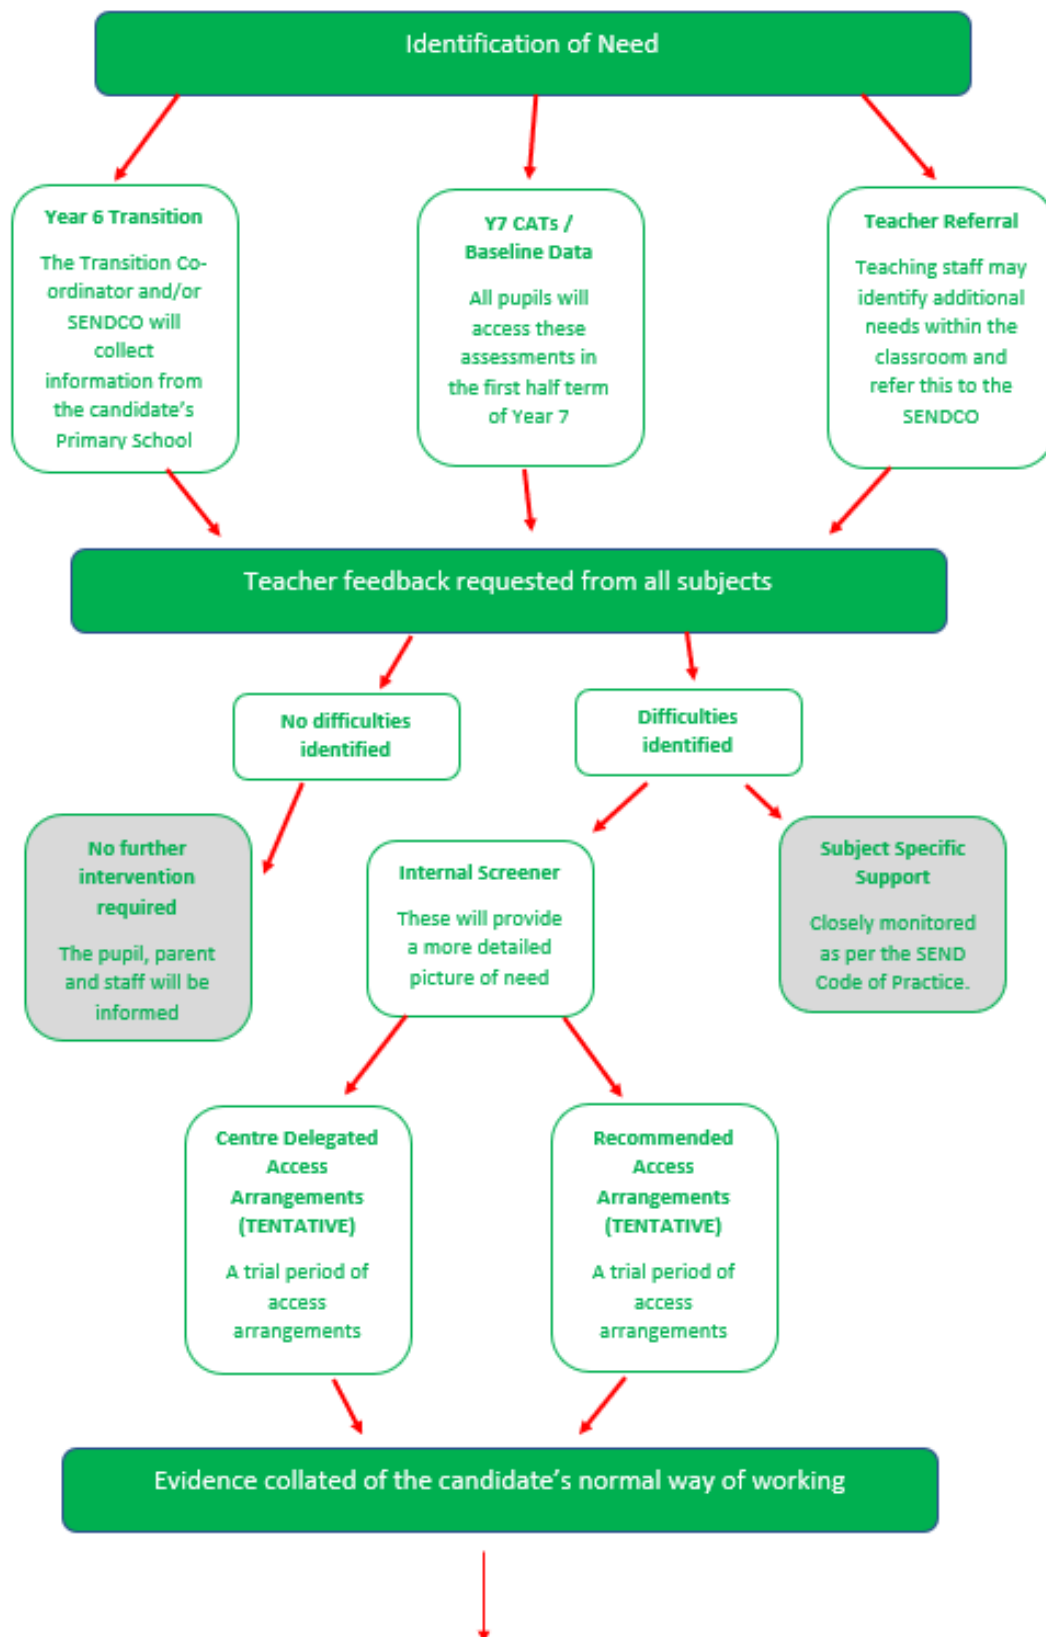 Identification of Need
Year 6 Transition
The Transition Co-
ordinator and/or
SENDCO will
collect
information from
the candidate's
Primary School
Y7 CATs /
Baseline Data
All pupils will
access these
assessments in
the first half term
of Year 7
Teacher Referral
Teaching staff may
identify additional
needs within the
classroom and
refer this to the
SENDCO
Teacher feedback requested from all subjects
No difficulties
identified
Difficulties
identified
No further
intervention
required
The pupil, parent
and staff will be
informed
Internal Screener
These will provide
a more detailed
picture of need
Subject Specific
Support
Closely monitored
as per the SEND
Code of Practice.
Centre Delegated
Access
Arrangements
(TENTATIVE)
A trial period of
access
arrangements
Recommended
Access
Arrangements
(TENTATIVE)
A trial period of
access
arrangements
Evidence collated of the candidate's normal way of working